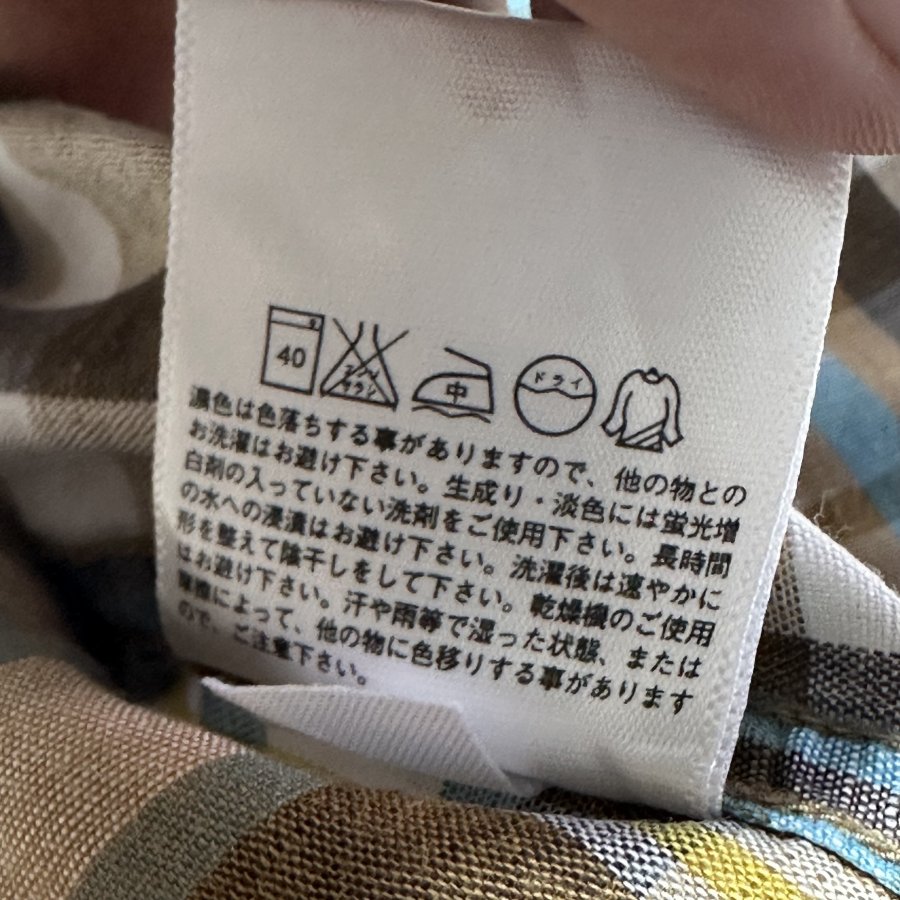 40
エンソ
サラシ
中
ドライ
濃色は色落ちする事がありますので、他の物との
お洗濯はお避け下さい。生成り・淡色には蛍光増
白剤の入っていない洗剤をご使用下さい。長時間
の水への浸漬はお避け下さい。洗濯後は速やかに
形を整えて陰干しをして下さい。乾燥機のご使用
はお避け下さい。汗や雨等で湿った状態、または
摩擦によって、他の物に色移りする事があります
ので、ご注意下さい。